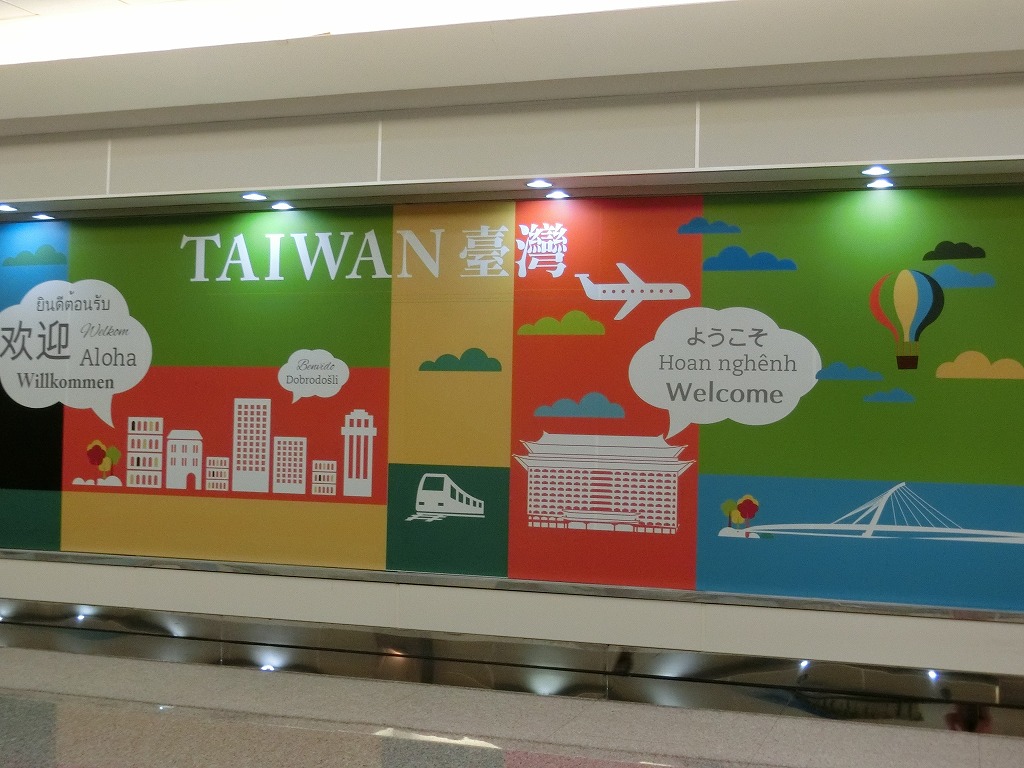 TAIWAN 臺灣
ยินดีต้อนรับ
欢迎 Welkom
Aloha
Willkommen
Benvido
Dobrodošli
ようこそ
Hoan nghênh
Welcome